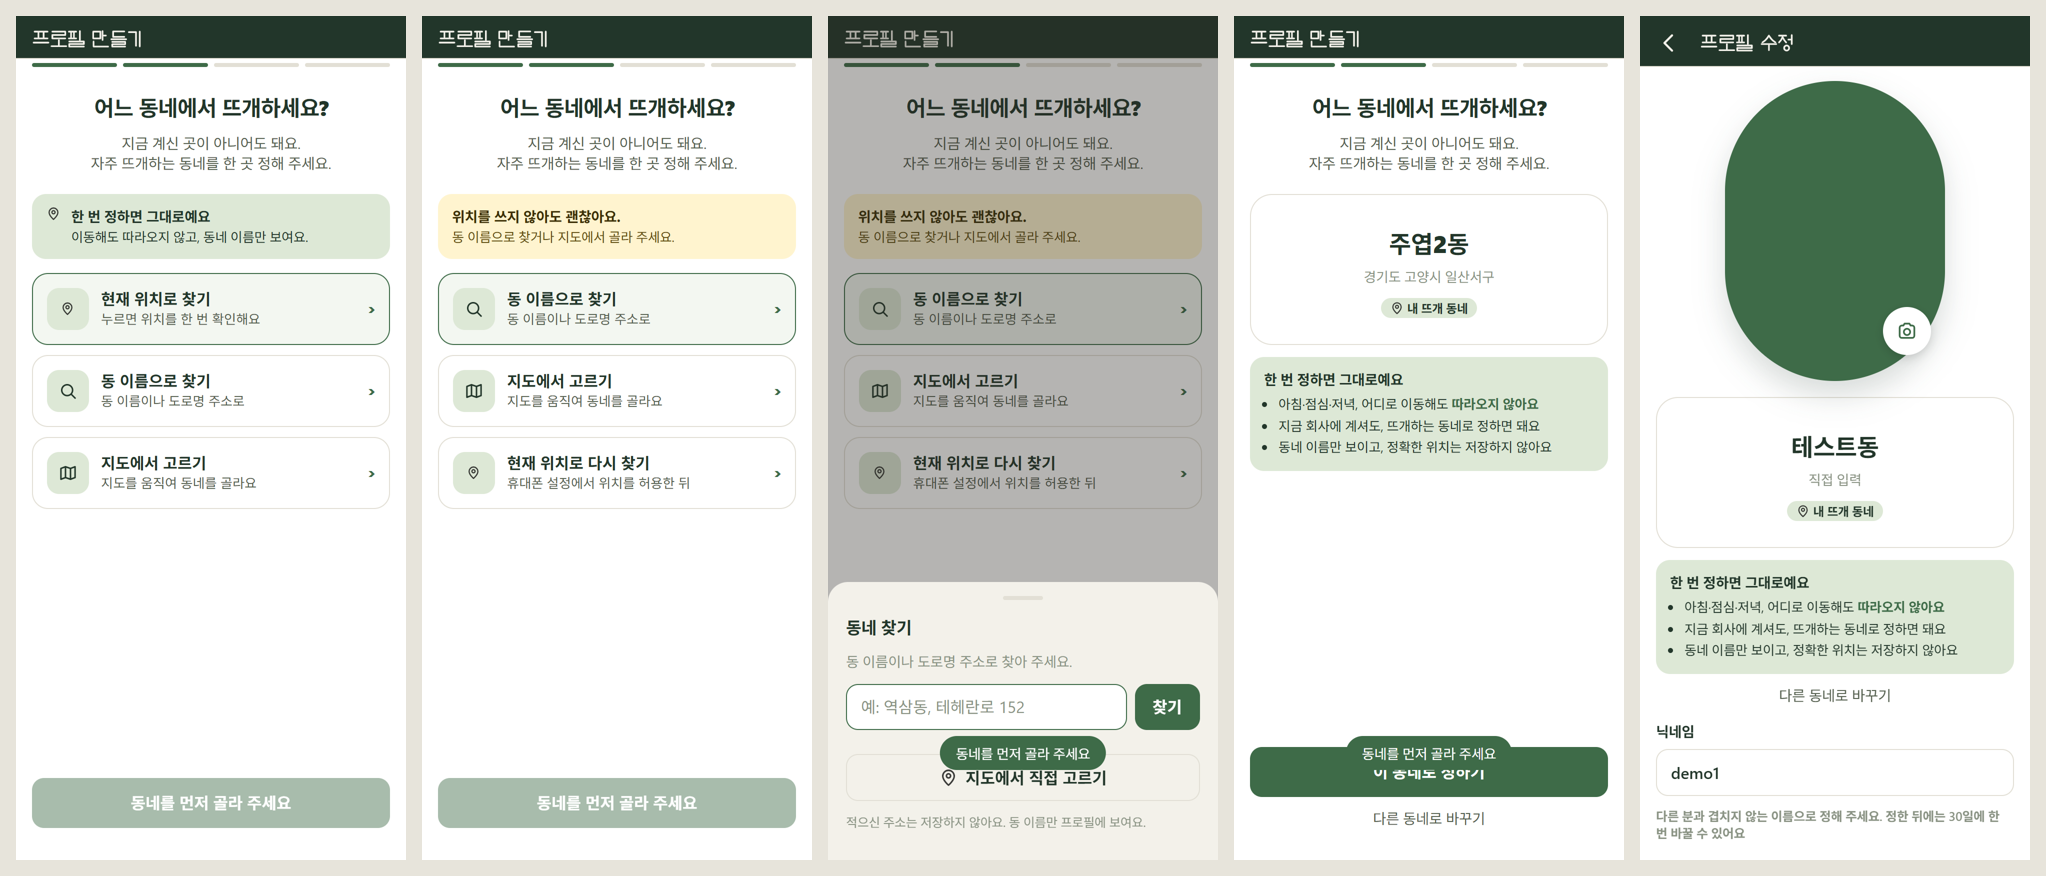 프로필 만들기
어느 동네에서 뜨개하세요?
지금 계신 곳이 아니어도 돼요.
자주 뜨개하는 동네를 한 곳 정해 주세요.
한 번 정하면 그대로예요
이동해도 따라오지 않고, 동네 이름만 보여요.
현재 위치로 찾기
누르면 위치를 한 번 확인해요
동 이름으로 찾기
동 이름이나 도로명 주소로
지도에서 고르기
지도를 움직여 동네를 골라요
동네를 먼저 골라 주세요
프로필 만들기
어느 동네에서 뜨개하세요?
지금 계신 곳이 아니어도 돼요.
자주 뜨개하는 동네를 한 곳 정해 주세요.
위치를 쓰지 않아도 괜찮아요.
동 이름으로 찾거나 지도에서 골라 주세요.
동 이름으로 찾기
동 이름이나 도로명 주소로
지도에서 고르기
지도를 움직여 동네를 골라요
현재 위치로 다시 찾기
휴대폰 설정에서 위치를 허용한 뒤
동네를 먼저 골라 주세요
프로필 만들기
어느 동네에서 뜨개하세요?
지금 계신 곳이 아니어도 돼요.
자주 뜨개하는 동네를 한 곳 정해 주세요.
위치를 쓰지 않아도 괜찮아요.
동 이름으로 찾거나 지도에서 골라 주세요.
동 이름으로 찾기
동 이름이나 도로명 주소로
지도에서 고르기
지도를 움직여 동네를 골라요
현재 위치로 다시 찾기
휴대폰 설정에서 위치를 허용한 뒤
동네 찾기
동 이름이나 도로명 주소로 찾아 주세요.
예: 역삼동, 테헤란로 152
찾기
동네를 먼저 골라 주세요
지도에서 직접 고르기
적으신 주소는 저장하지 않아요. 동 이름만 프로필에 보여요.
프로필 만들기
어느 동네에서 뜨개하세요?
지금 계신 곳이 아니어도 돼요.
자주 뜨개하는 동네를 한 곳 정해 주세요.
주엽2동
경기도 고양시 일산서구
내 뜨개 동네
한 번 정하면 그대로예요
아침·점심·저녁, 어디로 이동해도 따라오지 않아요
지금 회사에 계셔도, 뜨개하는 동네로 정하면 돼요
동네 이름만 보이고, 정확한 위치는 저장하지 않아요
동네를 먼저 골라 주세요
이 동네로 정하기
다른 동네로 바꾸기
프로필 수정
테스트동
직접 입력
내 뜨개 동네
한 번 정하면 그대로예요
아침·점심·저녁, 어디로 이동해도 따라오지 않아요
지금 회사에 계셔도, 뜨개하는 동네로 정하면 돼요
동네 이름만 보이고, 정확한 위치는 저장하지 않아요
다른 동네로 바꾸기
닉네임
demo1
다른 분과 겹치지 않는 이름으로 정해 주세요. 정한 뒤에는 30일에 한
번 바꿀 수 있어요